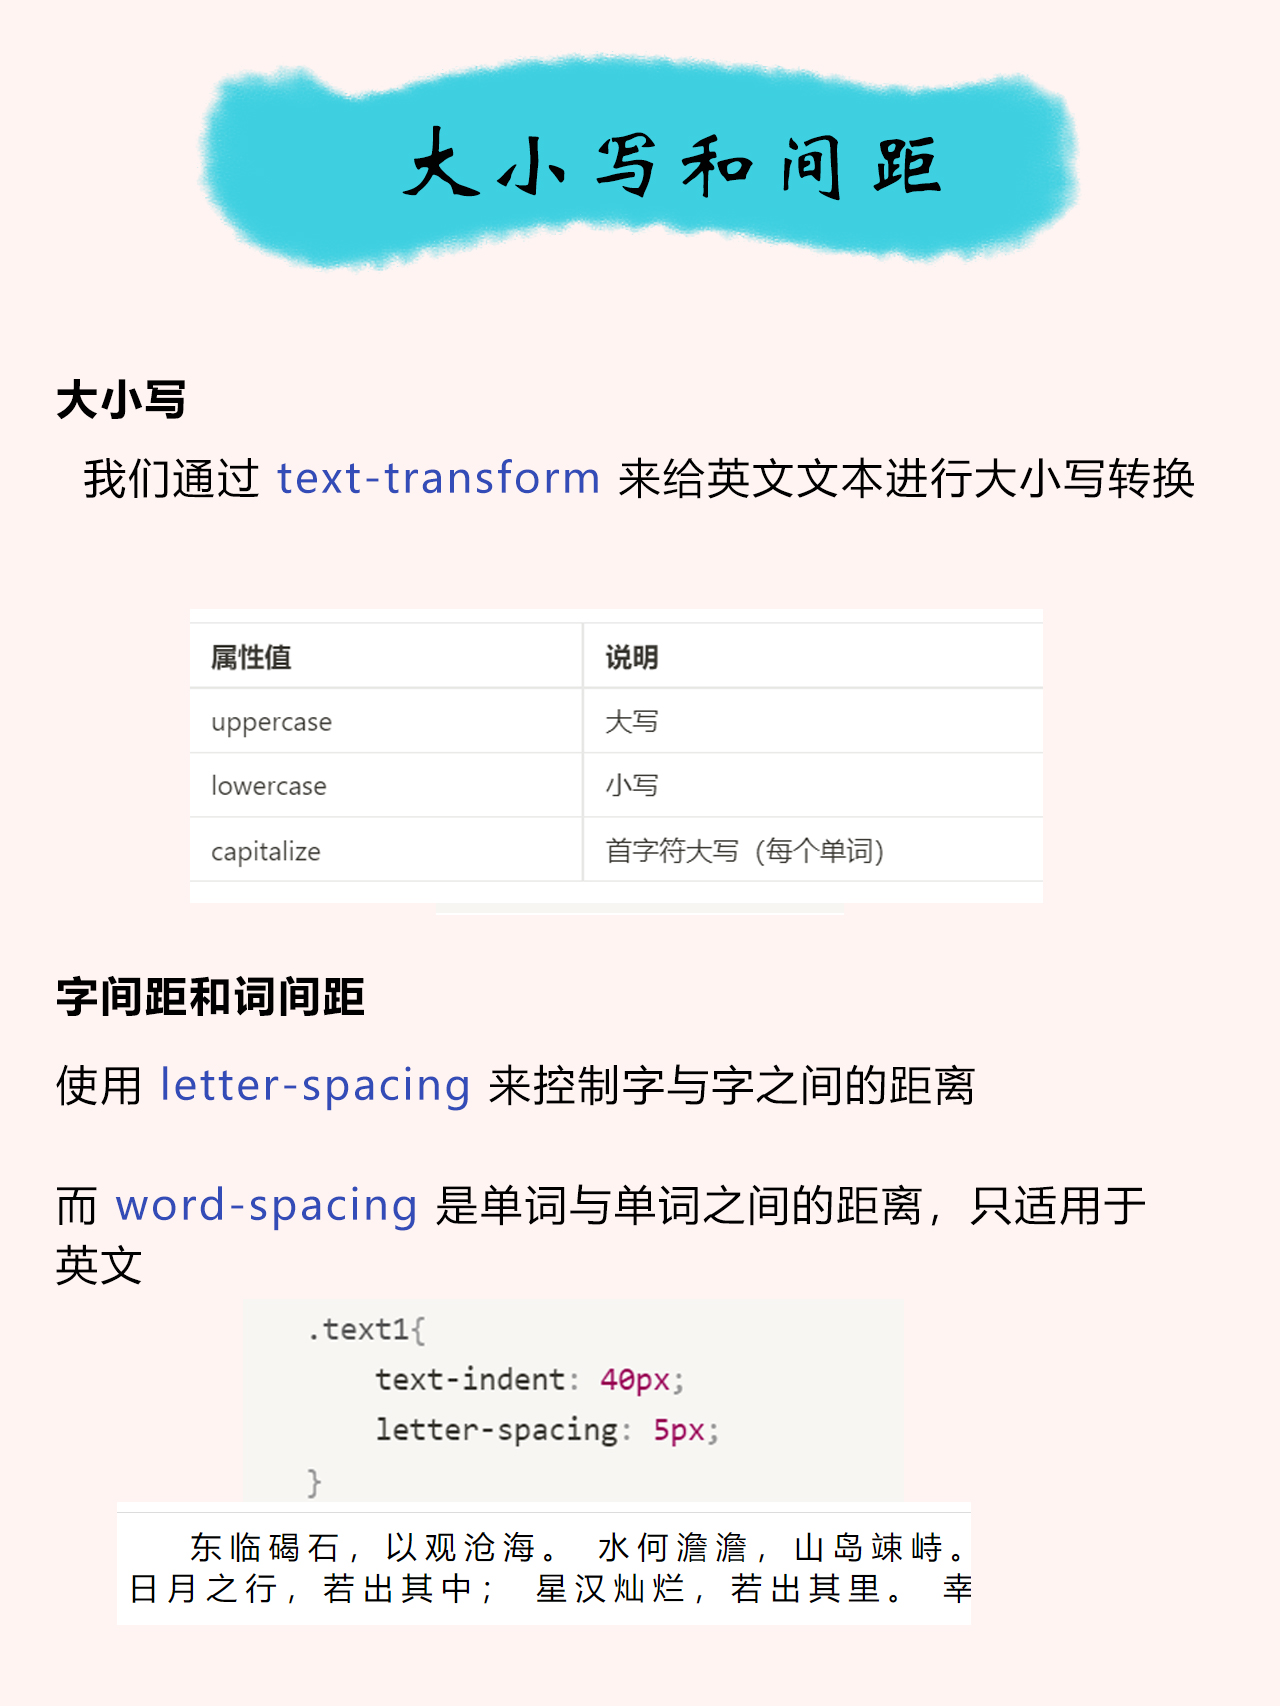 大小写和间距
大小写
我们通过 text-transform 来给英文文本进行大小写转换
属性值 说明
uppercase 大写
lowercase 小写
capitalize 首字符大写（每个单词）
字间距和词间距
使用 letter-spacing 来控制字与字之间的距离
而 word-spacing 是单词与单词之间的距离，只适用于
英文
.text1{
text-indent: 40px;
letter-spacing: 5px;
}
东临碣石，以观沧海。 水何澹澹，山岛竦峙。
日月之行，若出其中； 星汉灿烂，若出其里。 幸